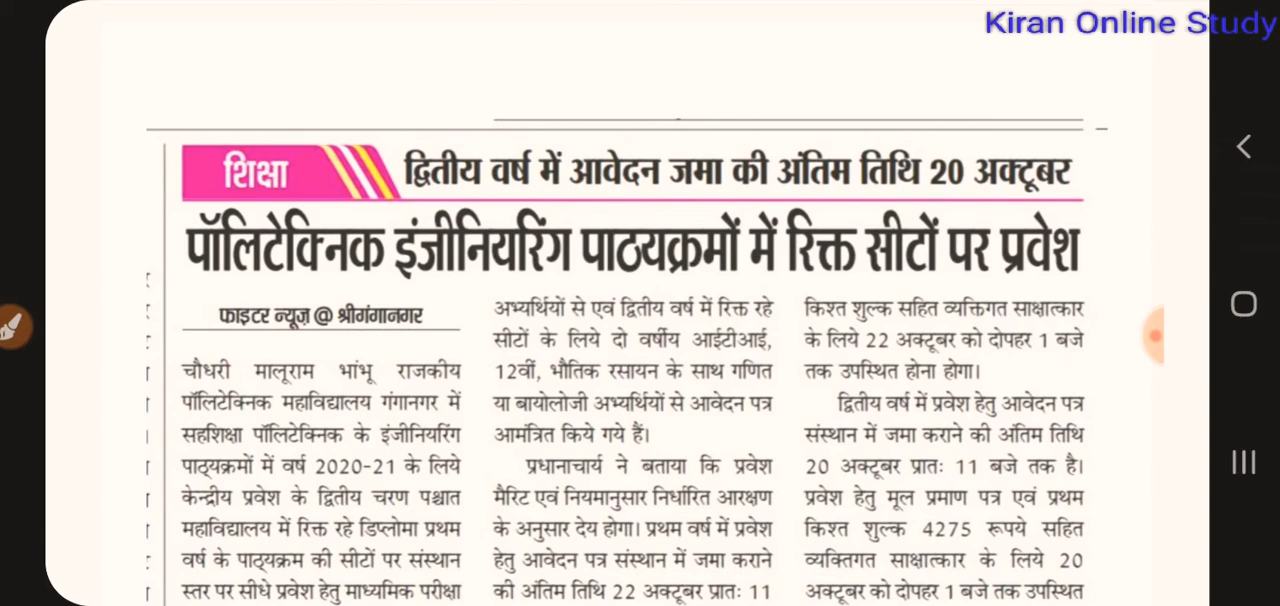 Kiran Online Study
शिक्षा
द्वितीय वर्ष में आवेदन जमा की अंतिम तिथि 20 अक्टूबर
पॉलिटेक्निक इंजीनियरिंग पाठयक्रमों में रिक्त सीटों पर प्रवेश
फाइटर न्यूज़ @ श्रीगंगानगर
चौधरी मालूराम भांभू राजकीय
पॉलिटेक्निक महाविद्यालय गंगानगर में
सहशिक्षा पॉलिटेक्निक के इंजीनियरिंग
पाठ्यक्रमों में वर्ष 2020-21 के लिये
केन्द्रीय प्रवेश के द्वितीय चरण पश्चात
महाविद्यालय में रिक्त रहे डिप्लोमा प्रथम
वर्ष के पाठ्यक्रम की सीटों पर संस्थान
स्तर पर सीधे प्रवेश हेतु माध्यमिक परीक्षा
अभ्यर्थियों से एवं द्वितीय वर्ष में रिक्त रहे
सीटों के लिये दो वर्षीय आईटीआई,
12वीं, भौतिक रसायन के साथ गणित
या बायोलोजी अभ्यर्थियों से आवेदन पत्र
आमंत्रित किये गये हैं।
प्रधानाचार्य ने बताया कि प्रवेश
मैरिट एवं नियमानुसार निर्धारित आरक्षण
के अनुसार देय होगा। प्रथम वर्ष में प्रवेश
हेतु आवेदन पत्र संस्थान में जमा कराने
की अंतिम तिथि 22 अक्टूबर प्रातः 11
किश्त शुल्क सहित व्यक्तिगत साक्षात्कार
के लिये 22 अक्टूबर को दोपहर 1 बजे
तक उपस्थित होना होगा।
द्वितीय वर्ष में प्रवेश हेतु आवेदन पत्र
संस्थान में जमा कराने की अंतिम तिथि
20 अक्टूबर प्रातः 11 बजे तक है।
प्रवेश हेतु मूल प्रमाण पत्र एवं प्रथम
किश्त शुल्क 4275 रूपये सहित
व्यक्तिगत साक्षात्कार के लिये 20
अक्टूबर को दोपहर 1 बजे तक उपस्थित